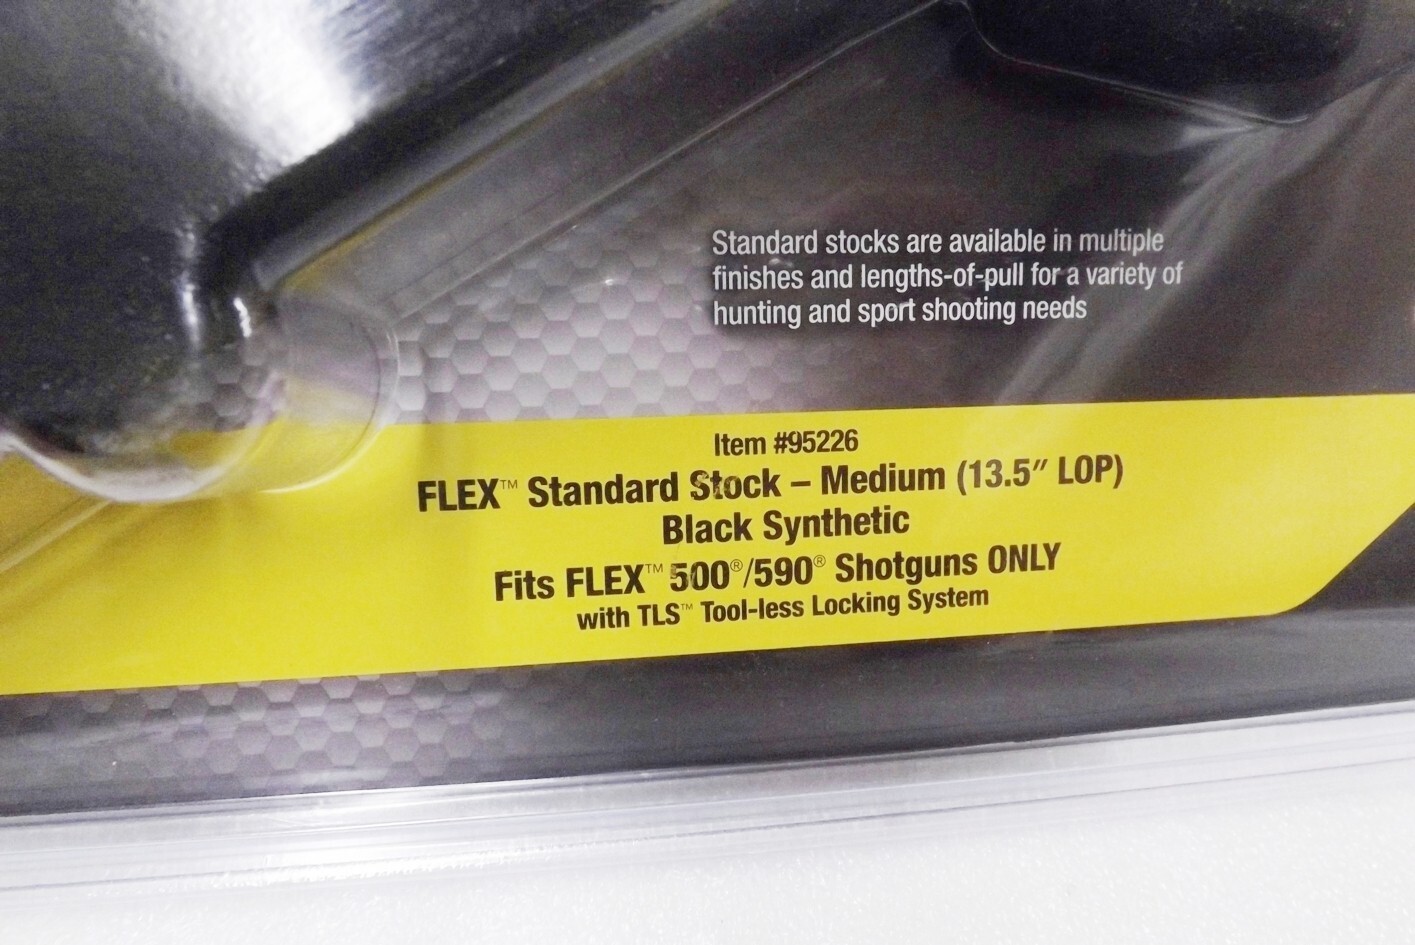 Standard stocks are available in multiple
finishes and lengths-of-pull for a variety of
hunting and sport shooting needs
Item #95226
FLEX™ Standard Stock – Medium (13.5″ LOP)
Black Synthetic
Fits FLEX™ 500®/590® Shotguns ONLY
with TLS™ Tool-less Locking System